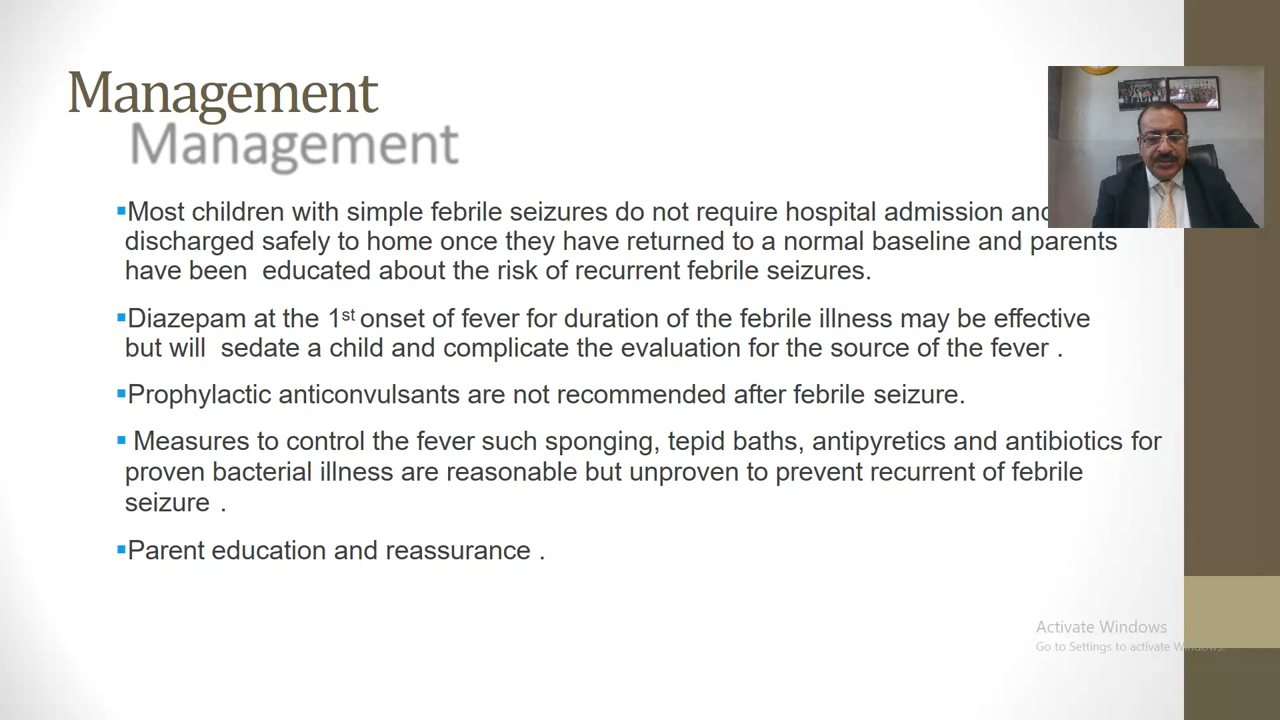 Management
Management
▪Most children with simple febrile seizures do not require hospital admission and
discharged safely to home once they have returned to a normal baseline and parents
have been educated about the risk of recurrent febrile seizures.
▪Diazepam at the 1st onset of fever for duration of the febrile illness may be effective
but will sedate a child and complicate the evaluation for the source of the fever .
▪Prophylactic anticonvulsants are not recommended after febrile seizure.
▪ Measures to control the fever such sponging, tepid baths, antipyretics and antibiotics for
proven bacterial illness are reasonable but unproven to prevent recurrent of febrile
seizure .
▪Parent education and reassurance .
Activate Windows
Go to Settings to activate Windows.